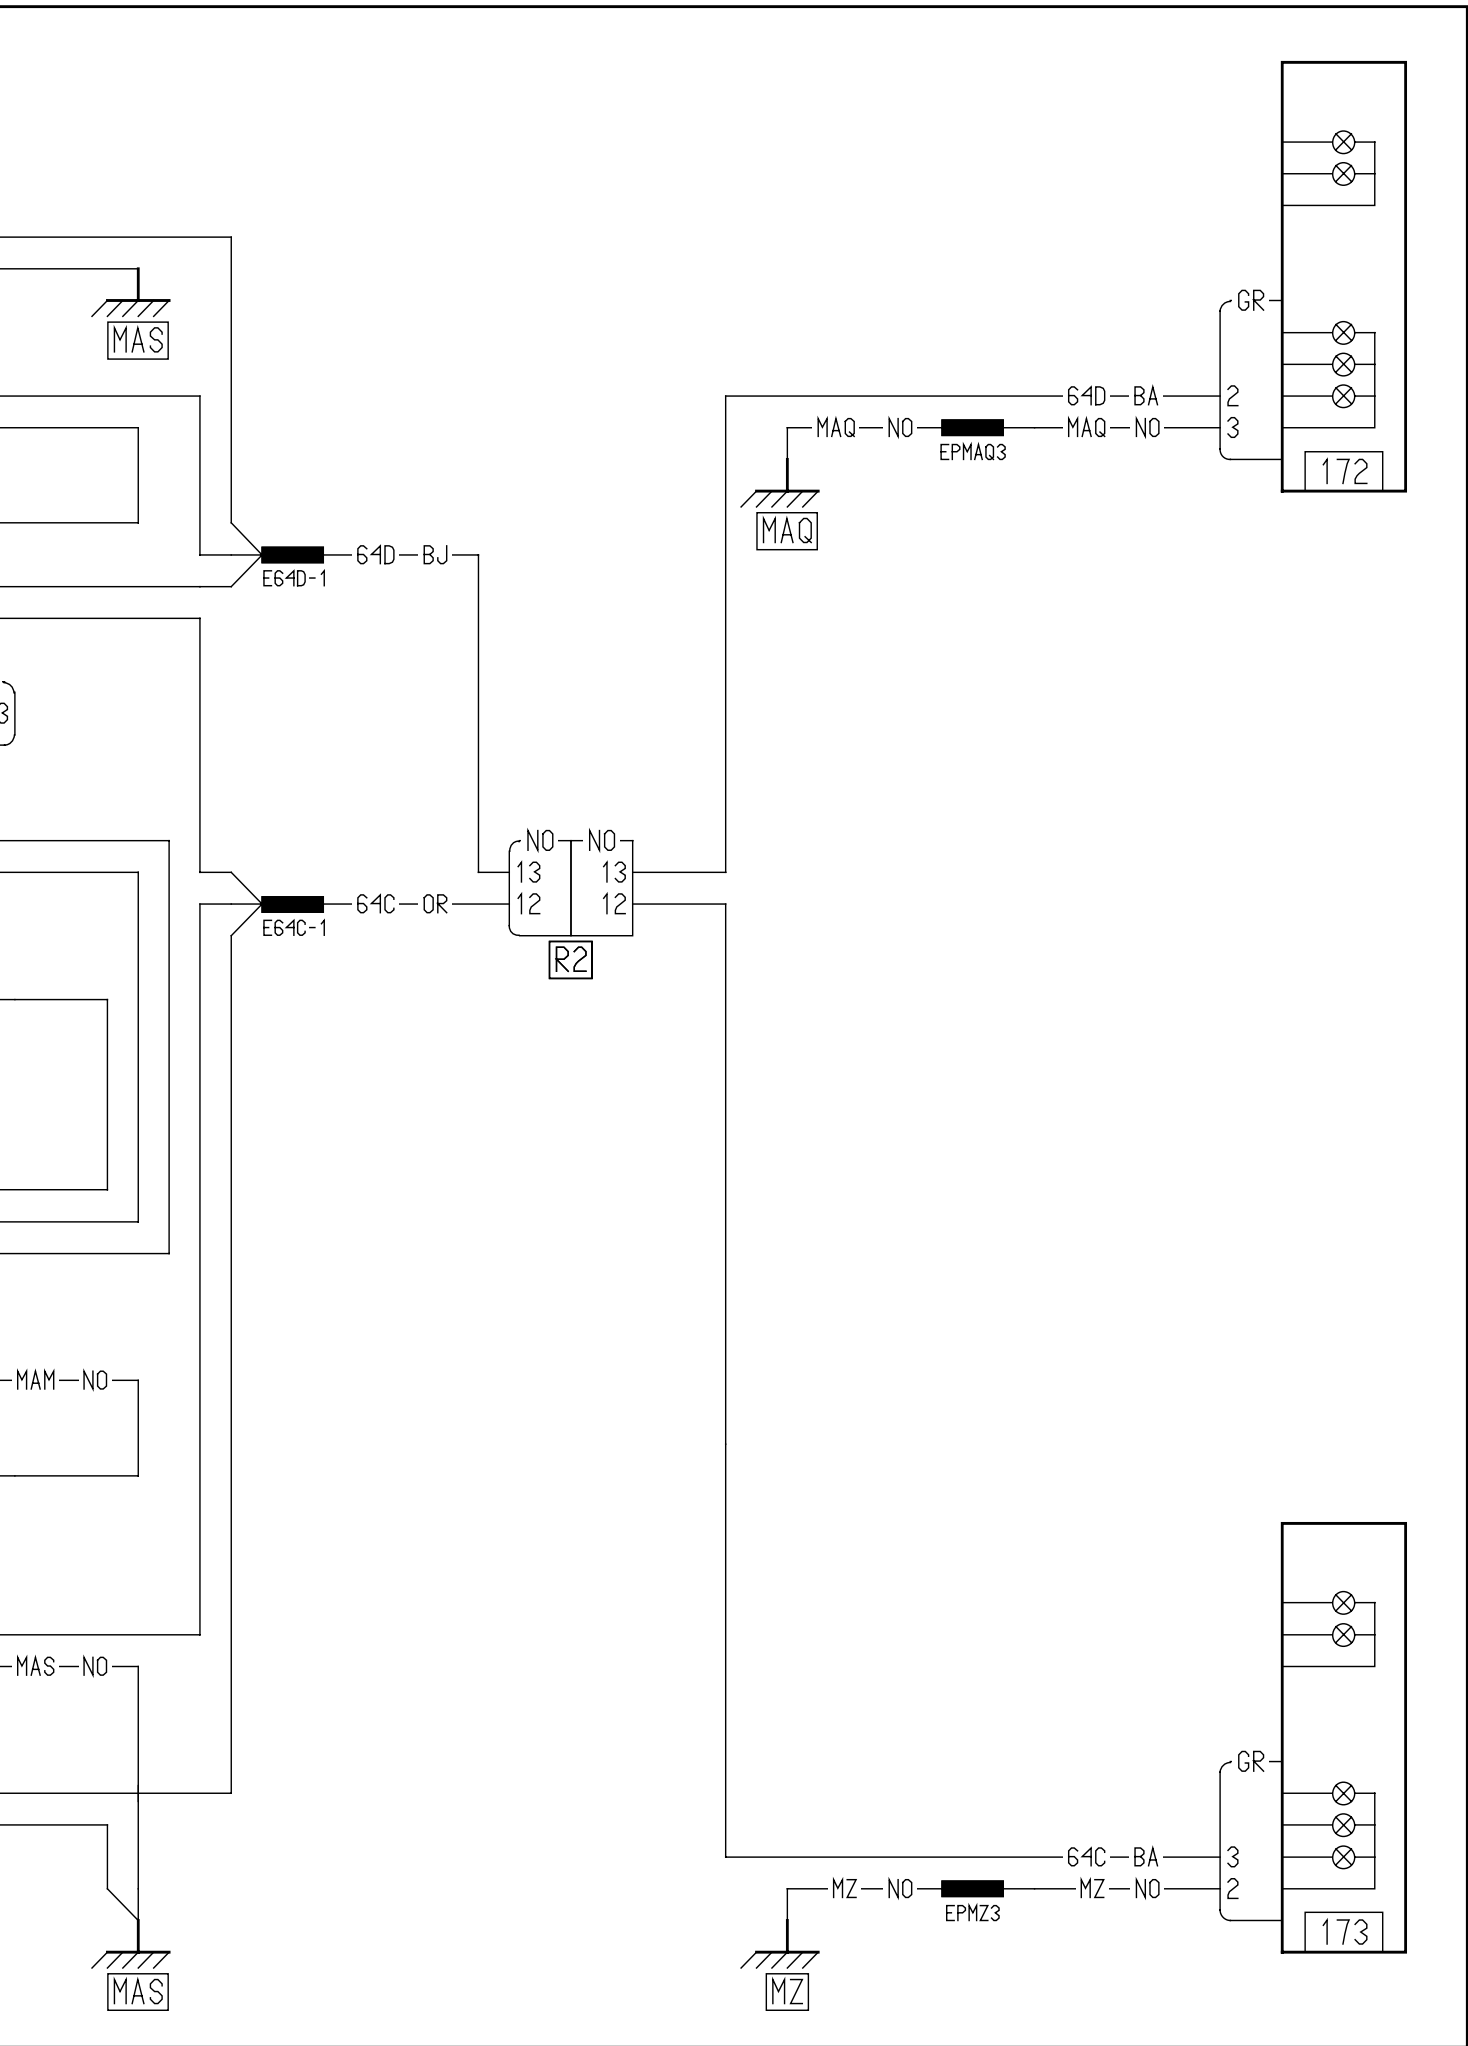 GR
MAS
64D BA 2
MAQ NO MAQ NO 3
EPMAQ3
172
MAQ
64D BJ
E64D-1
3
NO NO
13 13
64C OR 12 12
E64C-1
R2
MAM NO
MAS NO
GR
64C BA 3
MZ NO MZ NO 2
EPMZ3
173
MAS
MZ